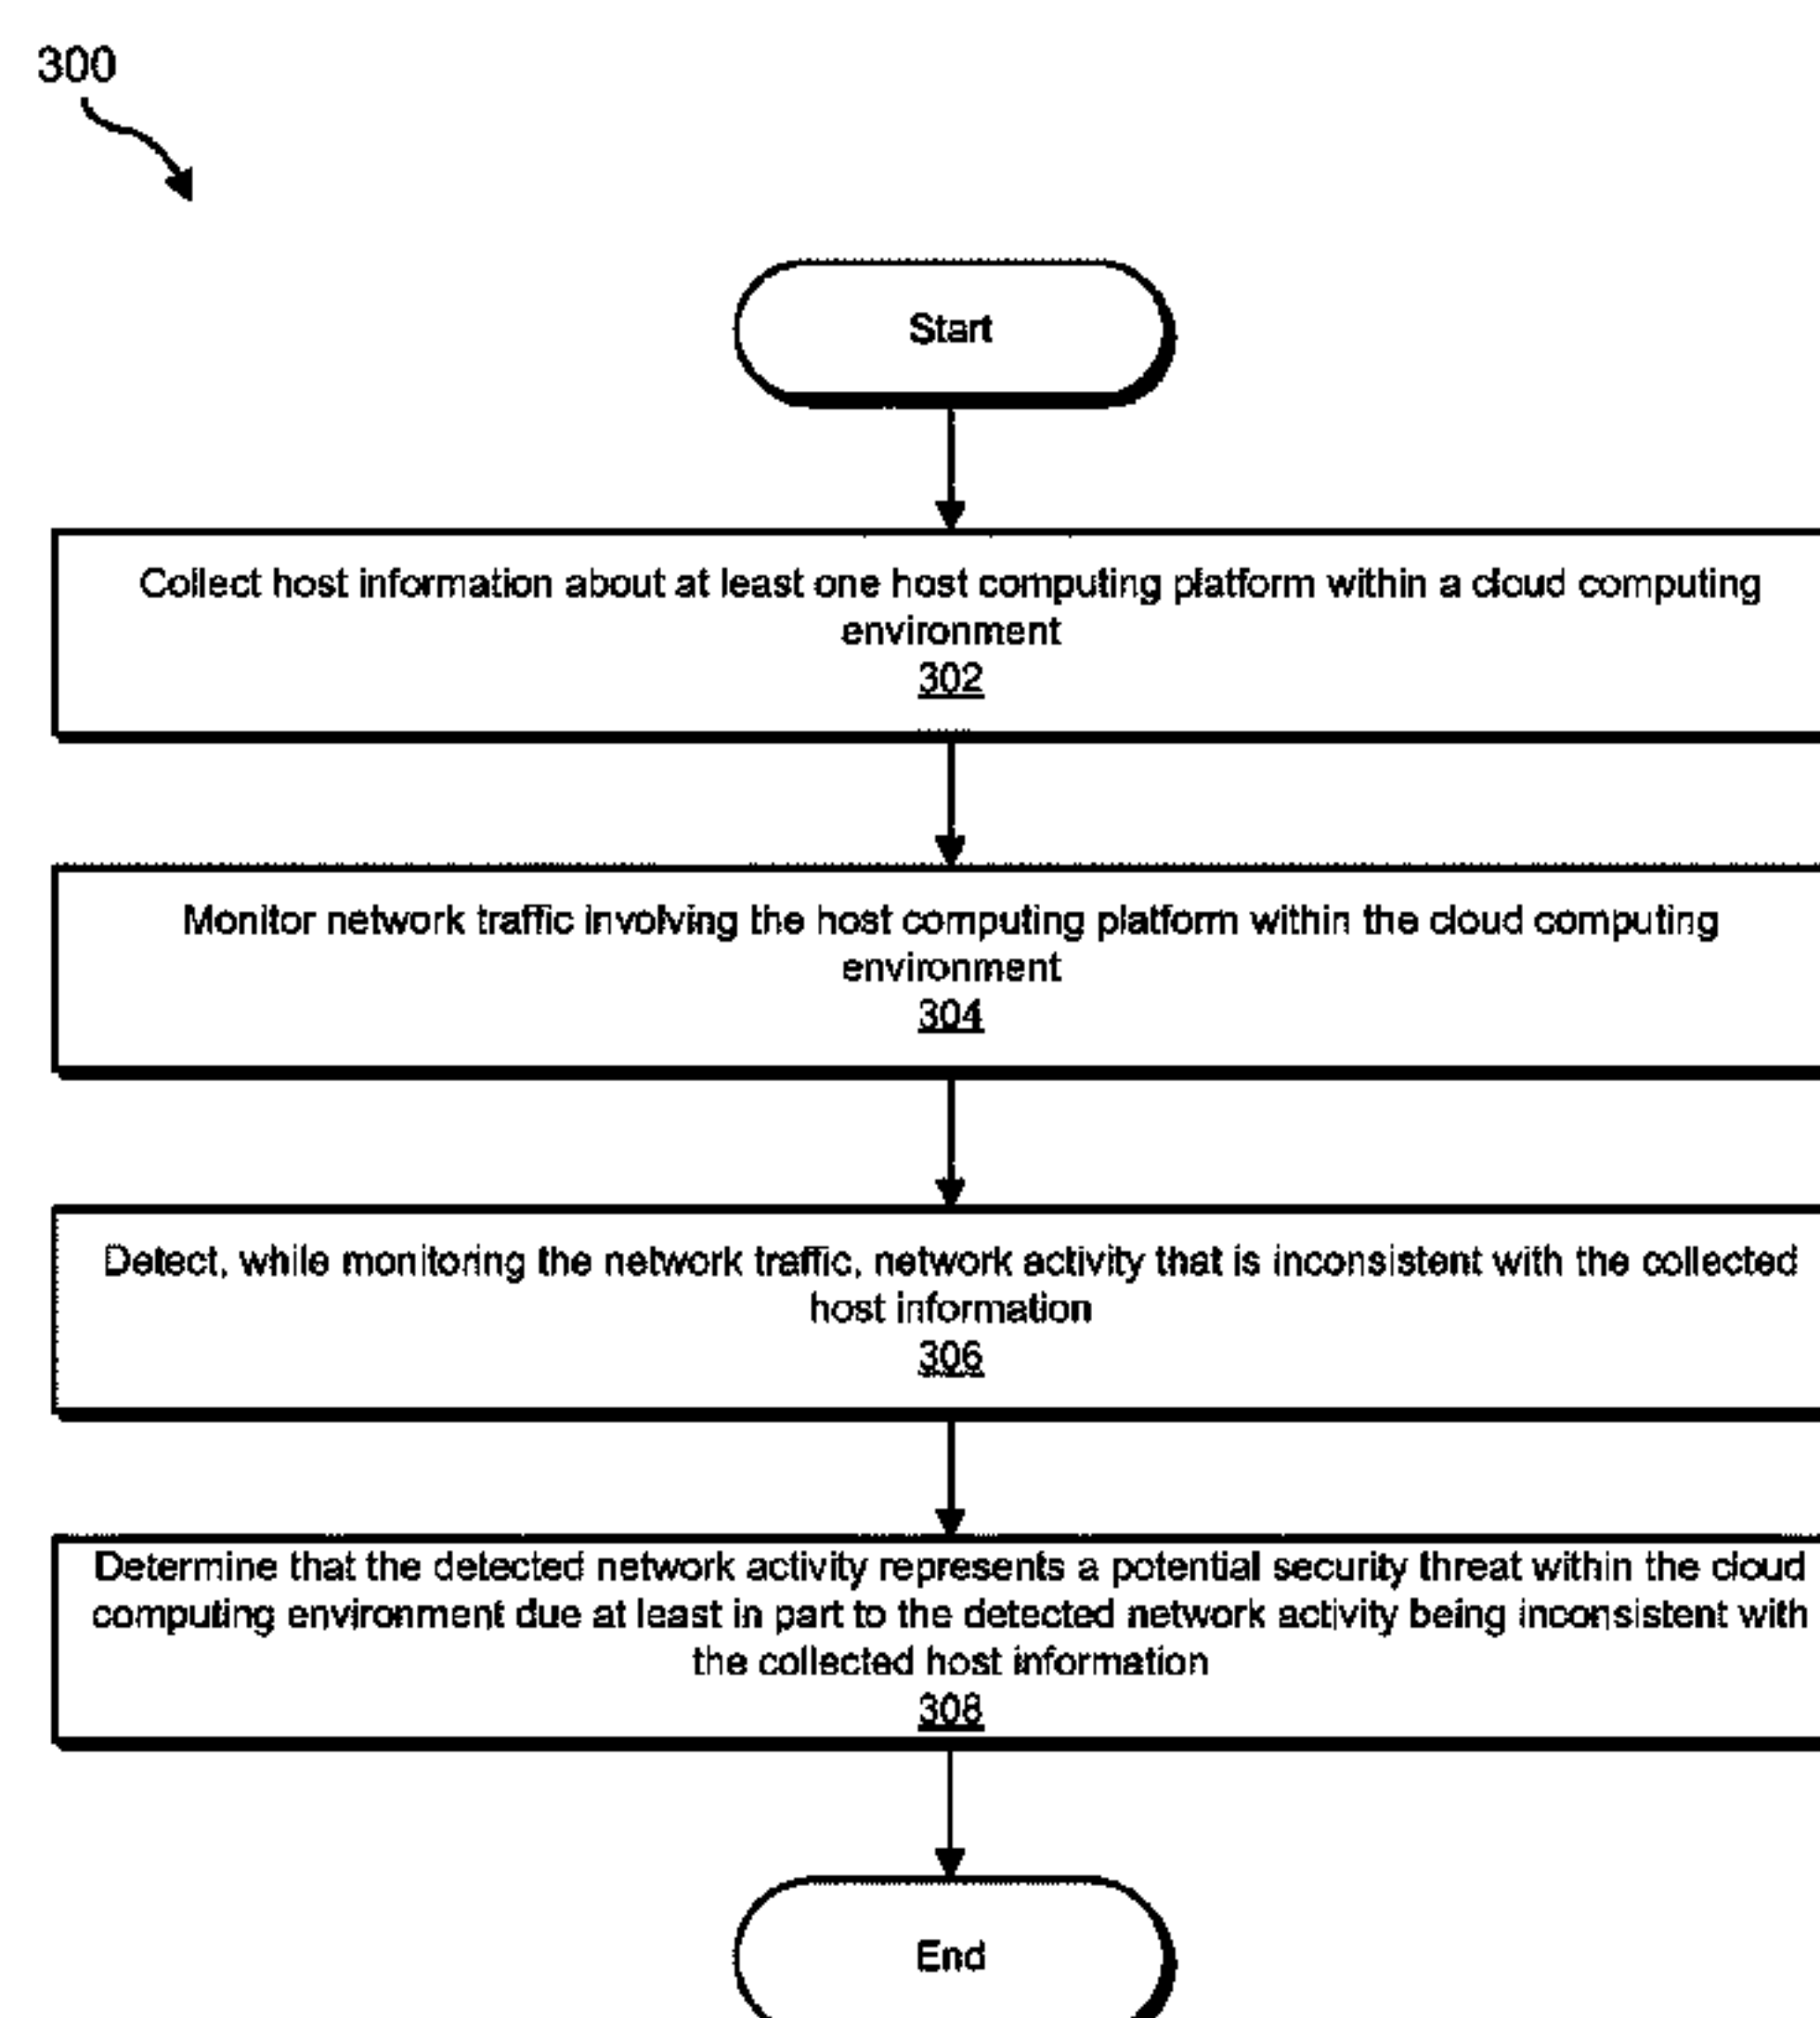 300
Start
Collect host information about at least one host computing platform within a cloud computing
environment
302
Monitor network traffic involving the host computing platform within the cloud computing
environment
304
Detect, while monitoring the network traffic, network activity that is inconsistent with the collected
host information
306
Determine that the detected network activity represents a potential security threat within the cloud
computing environment due at least in part to the detected network activity being inconsistent with
the collected host information
308
End